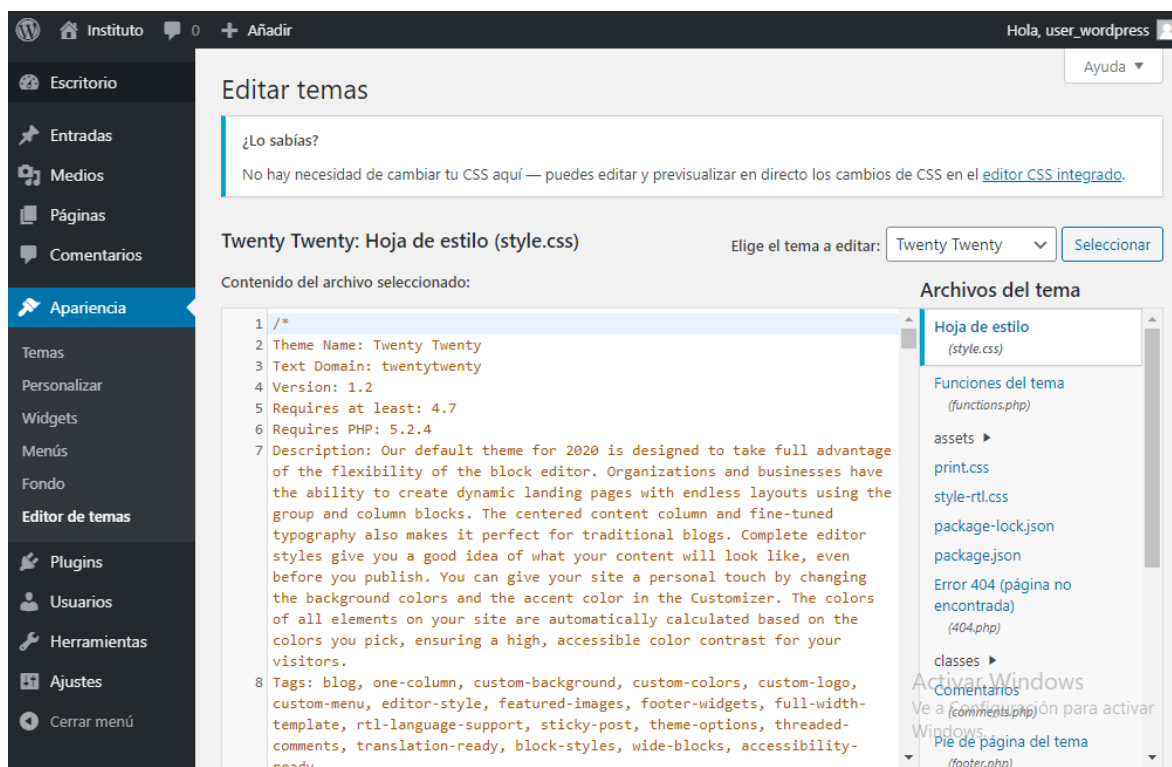 Instituto 0 Añadir Hola, user_wordpress
Escritorio
Entradas
Medios
Páginas
Comentarios
Apariencia
Temas
Personalizar
Widgets
Menús
Fondo
Editor de temas
Plugins
Usuarios
Herramientas
Ajustes
Cerrar menú
Ayuda
Editar temas
¿Lo sabías?
No hay necesidad de cambiar tu CSS aquí — puedes editar y previsualizar en directo los cambios de CSS en el editor CSS integrado.
Twenty Twenty: Hoja de estilo (style.css)
Elige el tema a editar: Twenty Twenty Seleccionar
Contenido del archivo seleccionado:
1 /*
2 Theme Name: Twenty Twenty
3 Text Domain: twentytwenty
4 Version: 1.2
5 Requires at least: 4.7
6 Requires PHP: 5.2.4
7 Description: Our default theme for 2020 is designed to take full advantage
of the flexibility of the block editor. Organizations and businesses have
the ability to create dynamic landing pages with endless layouts using the
group and column blocks. The centered content column and fine-tuned
typography also makes it perfect for traditional blogs. Complete editor
styles give you a good idea of what your content will look like, even
before you publish. You can give your site a personal touch by changing
the background colors and the accent color in the Customizer. The colors
of all elements on your site are automatically calculated based on the
colors you pick, ensuring a high, accessible color contrast for your
visitors.
8 Tags: blog, one-column, custom-background, custom-colors, custom-logo,
custom-menu, editor-style, featured-images, footer-widgets, full-width-
template, rtl-language-support, sticky-post, theme-options, threaded-
comments, translation-ready, block-styles, wide-blocks, accessibility-
ready
Archivos del tema
Hoja de estilo
(style.css)
Funciones del tema
(functions.php)
assets
print.css
style-rtl.css
package-lock.json
package.json
Error 404 (página no
encontrada)
(404.php)
classes
Comentarios
(comments.php)
Pie de página del tema
(footer.php)
Activar Windows
Ve a Configuración para activar
Windows.